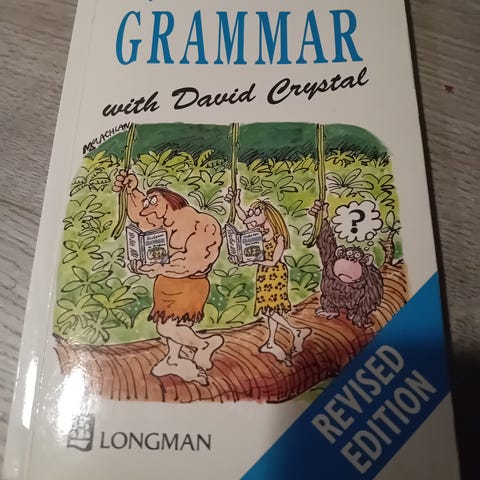 GRAMMAR
with David Crystal
McLACHLAN
?
REVISED
EDITION
LONGMAN